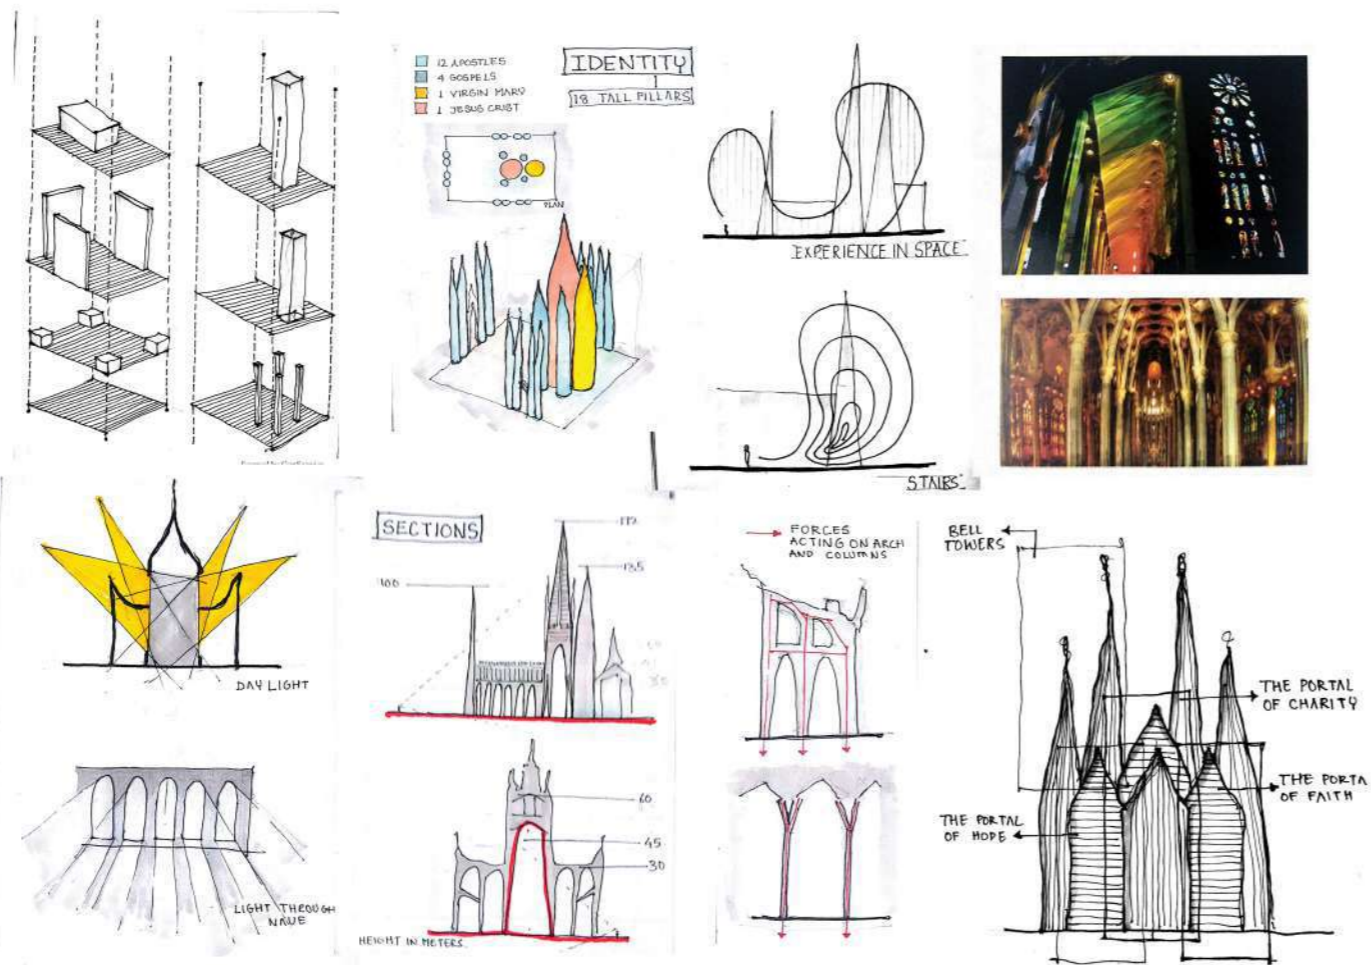 12 APOSTLES
4 GOSPELS
1 VIRGIN MARY
1 JESUS CRIST
IDENTITY
18 TALL PILLARS
PLAN
EXPERIENCE IN SPACE
STAIRS
DAY LIGHT
LIGHT THROUGH
NAVE
SECTIONS
100
135
60
45
30
HEIGHT IN METERS.
FORCES
ACTING ON ARCH
AND COLUMNS
BELL
TOWERS
THE PORTAL
OF CHARITY
THE PORTA
OF FAITH
THE PORTAL
OF HOPE